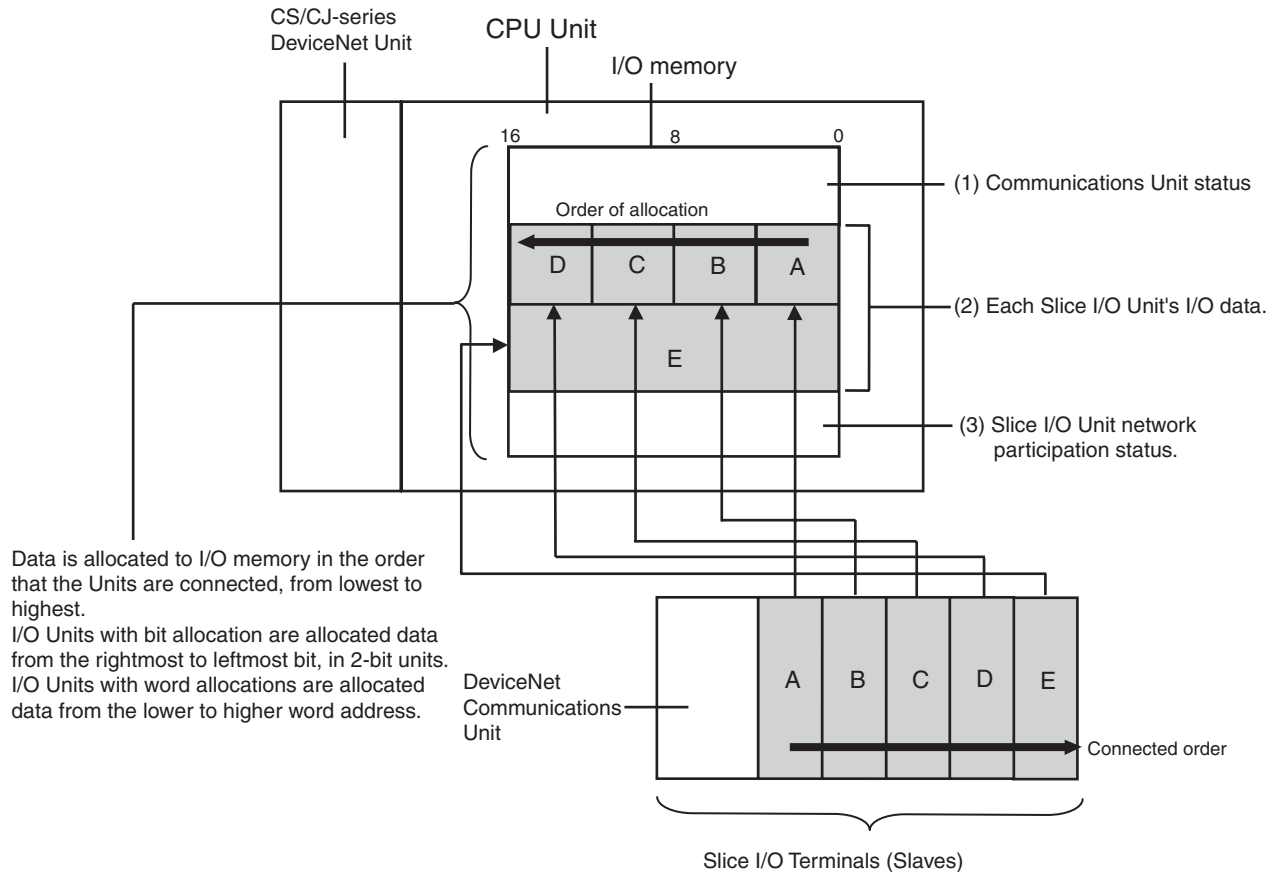 CS/CJ-series
DeviceNet Unit
CPU Unit
I/O memory
16
8
0
(1) Communications Unit status
Order of allocation
D
C
B
A
(2) Each Slice I/O Unit's I/O data.
E
(3) Slice I/O Unit network
participation status.
Data is allocated to I/O memory in the order
that the Units are connected, from lowest to
highest.
I/O Units with bit allocation are allocated data
from the rightmost to leftmost bit, in 2-bit units.
I/O Units with word allocations are allocated
data from the lower to higher word address.
DeviceNet
Communications
Unit
A
B
C
D
E
Connected order
Slice I/O Terminals (Slaves)